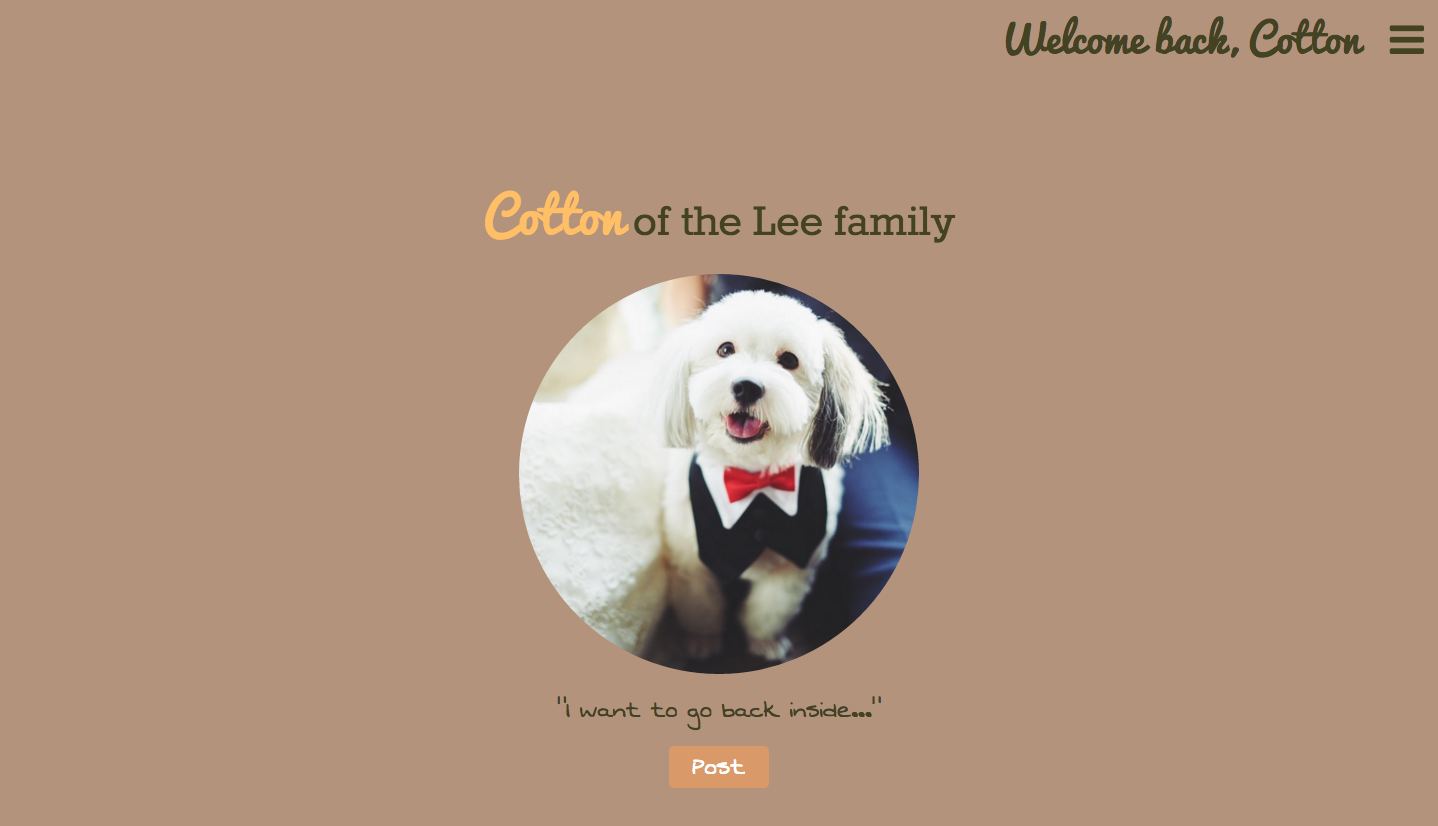 Welcome back, Cotton
Cotton of the Lee family
"I want to go back inside..."
Post